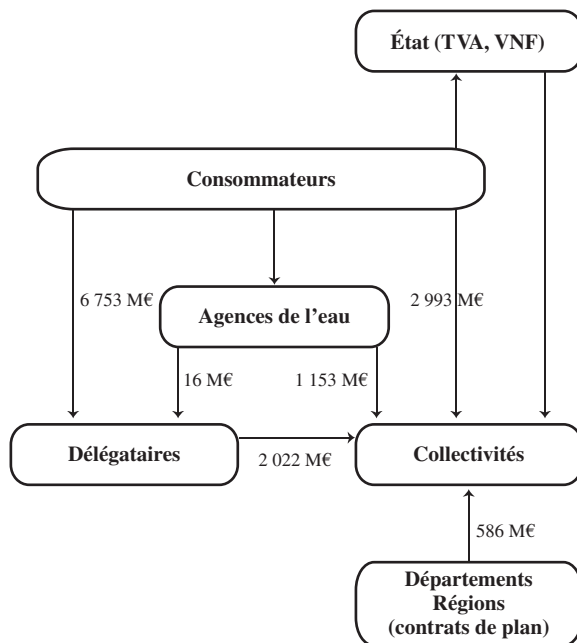 État (TVA, VNF)
Consommateurs
6 753 M€
2 993 M€
Agences de l’eau
16 M€
1 153 M€
Délégataires
2 022 M€
Collectivités
586 M€
Départements
Régions
(contrats de plan)